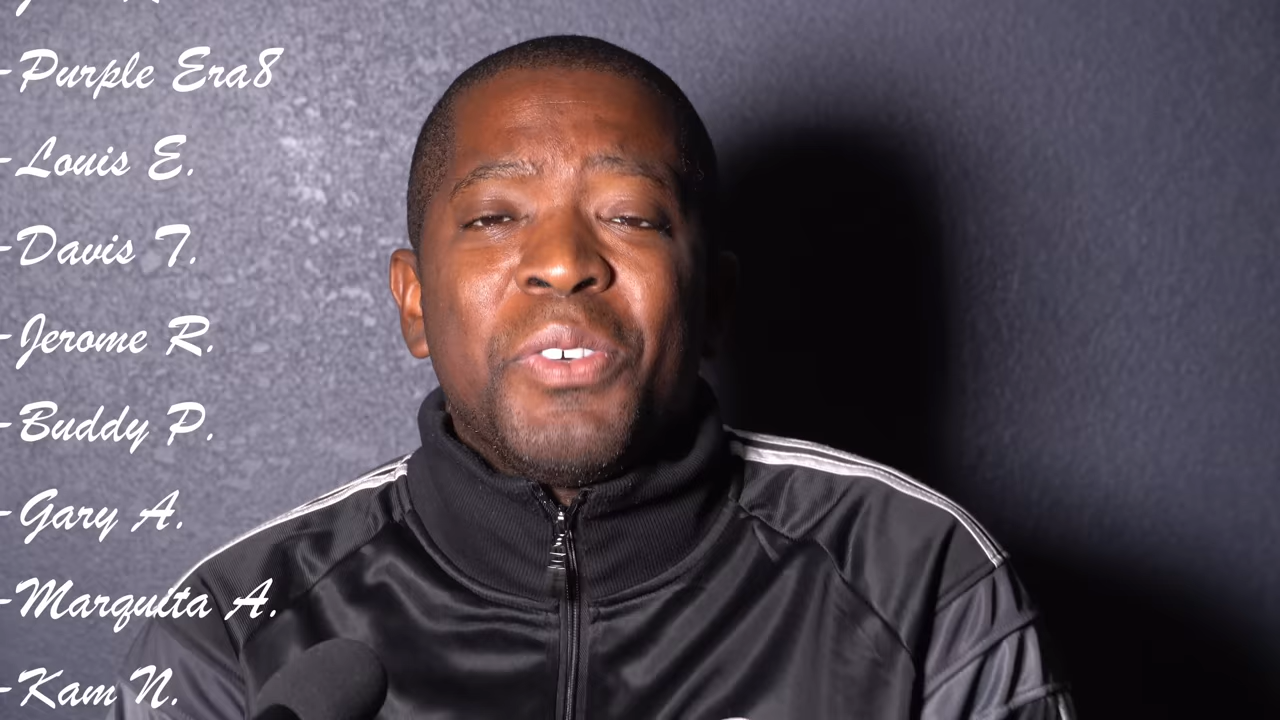 -Purple Era8
-Louis E.
-Davis T.
-Jerome R.
-Buddy P.
-Gary A.
-Marquita A.
-Kam N.